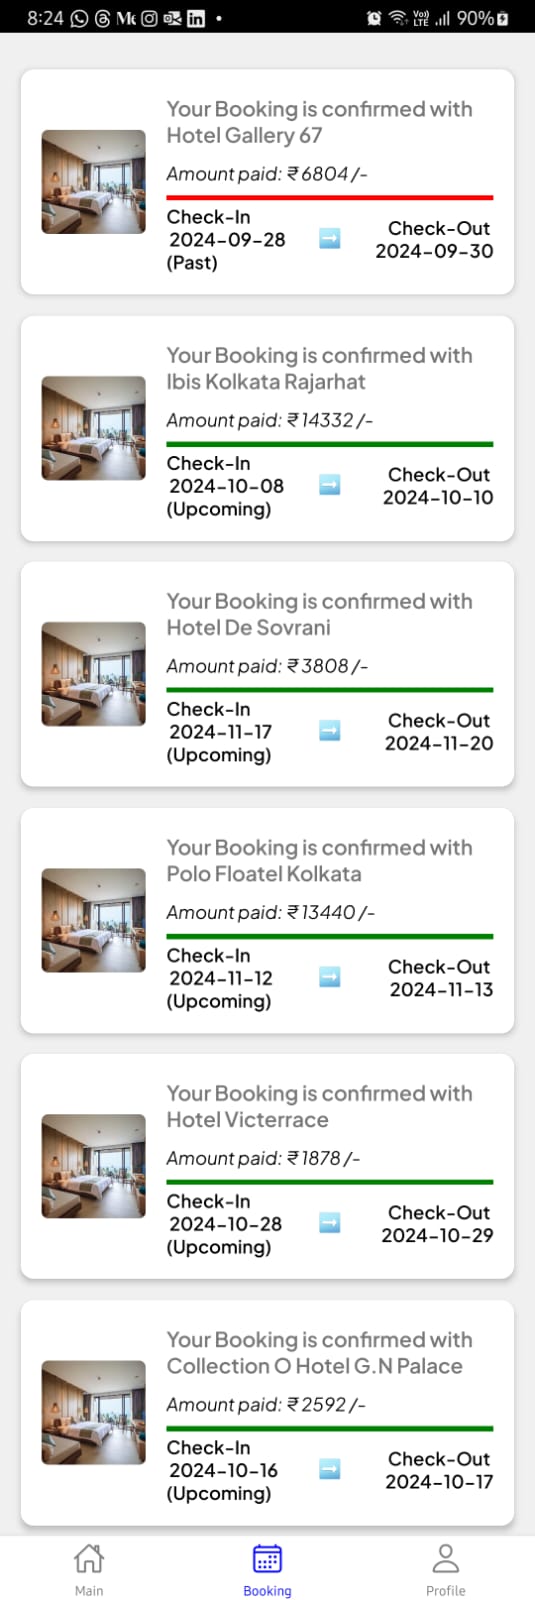 8:24
90%
Your Booking is confirmed with
Hotel Gallery 67
Amount paid: ₹6804/-
Check-In
2024-09-28
(Past)
Check-Out
2024-09-30
Your Booking is confirmed with
Ibis Kolkata Rajarhat
Amount paid: ₹14332/-
Check-In
2024-10-08
(Upcoming)
Check-Out
2024-10-10
Your Booking is confirmed with
Hotel De Sovrani
Amount paid: ₹3808/-
Check-In
2024-11-17
(Upcoming)
Check-Out
2024-11-20
Your Booking is confirmed with
Polo Floatel Kolkata
Amount paid: ₹13440/-
Check-In
2024-11-12
(Upcoming)
Check-Out
2024-11-13
Your Booking is confirmed with
Hotel Victerrace
Amount paid: ₹1878/-
Check-In
2024-10-28
(Upcoming)
Check-Out
2024-10-29
Your Booking is confirmed with
Collection O Hotel G.N Palace
Amount paid: ₹2592/-
Check-In
2024-10-16
(Upcoming)
Check-Out
2024-10-17
Main
Booking
Profile